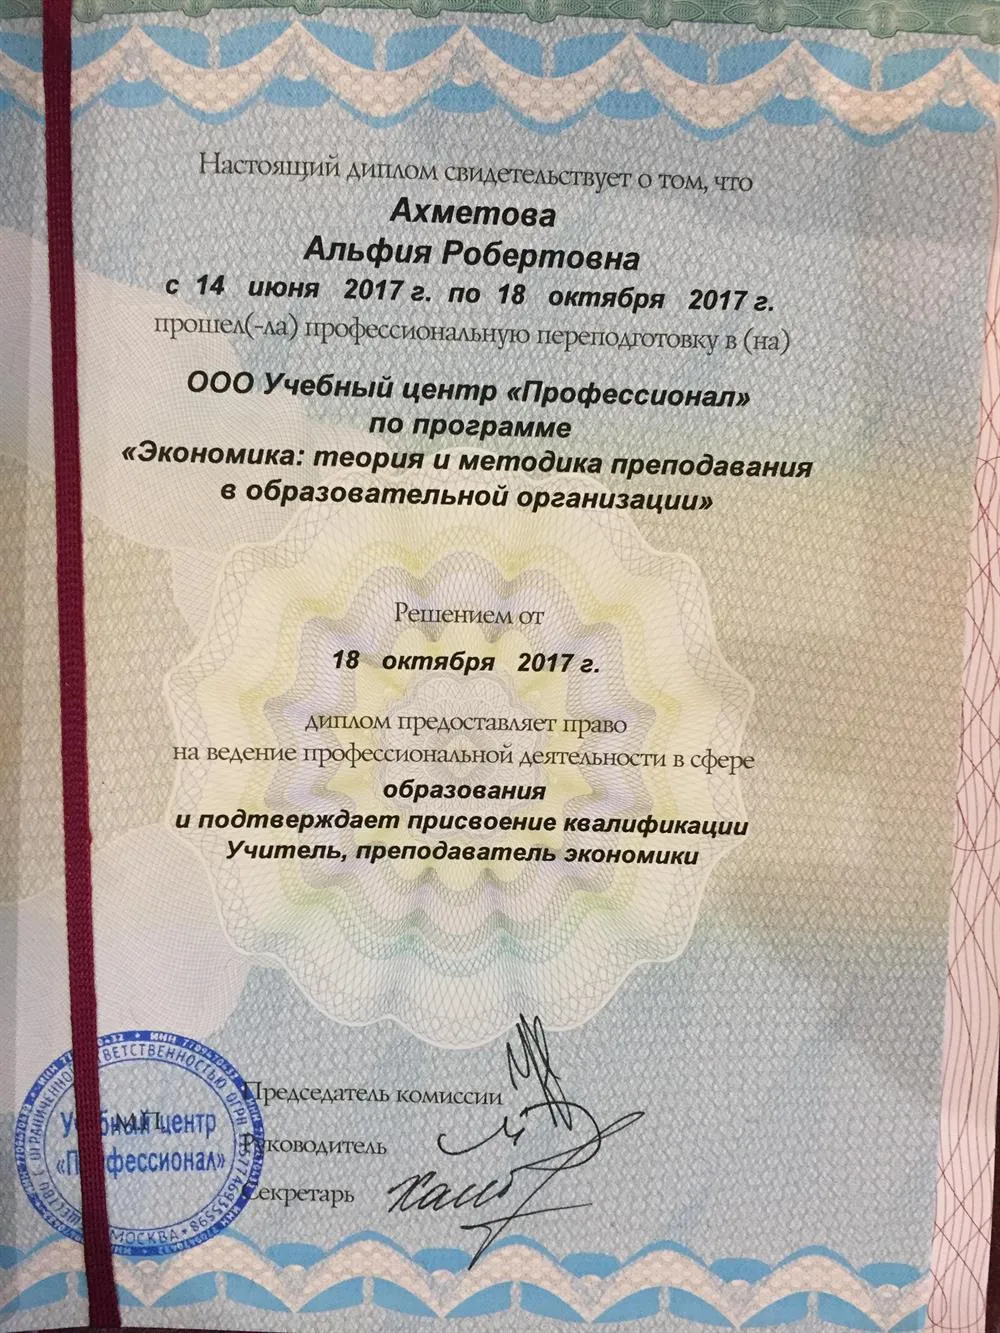 Настоящий диплом свидетельствует о том, что
Ахметова
Альфия Робертовна
с 14 июня 2017 г. по 18 октября 2017 г.
прошел(-ла) профессиональную переподготовку в (на)
ООО Учебный центр «Профессионал»
по программе
«Экономика: теория и методика преподавания
в образовательной организации»
Решением от
18 октября 2017 г.
диплом предоставляет право
на ведение профессиональной деятельности в сфере
образования
и подтверждает присвоение квалификации
Учитель, преподаватель экономики
Председатель комиссии
Руководитель
Секретарь
М.П.
Учебный центр
«Профессионал»
МОСКВА